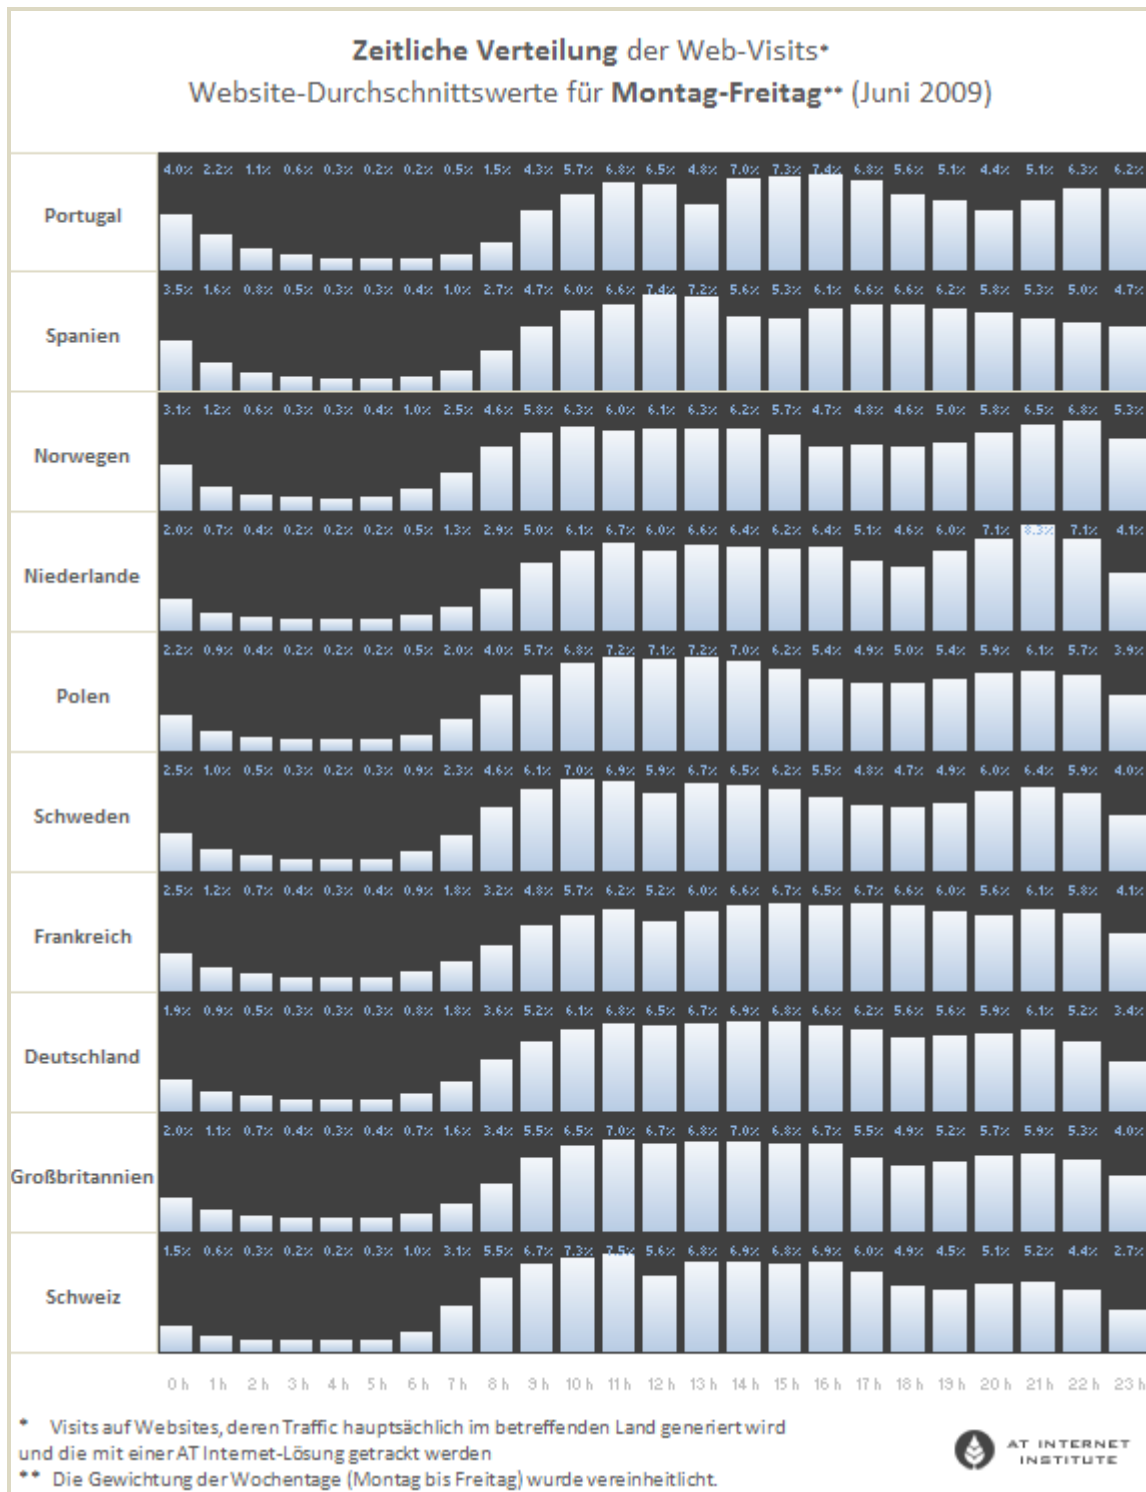 Zeitliche Verteilung der Web-Visits*
Website-Durchschnittswerte für Montag-Freitag** (Juni 2009)
Portugal 4.0% 2.2% 1.1% 0.6% 0.3% 0.2% 0.2% 0.5% 1.5% 4.3% 5.7% 6.8% 6.5% 4.8% 7.0% 7.3% 7.4% 6.8% 5.6% 5.1% 4.4% 5.1% 6.3% 6.2%
Spanien 3.5% 1.6% 0.8% 0.5% 0.3% 0.3% 0.4% 1.0% 2.7% 4.7% 6.0% 6.6% 7.4% 7.2% 5.6% 5.3% 6.1% 6.6% 6.6% 6.2% 5.8% 5.3% 5.0% 4.7%
Norwegen 3.1% 1.2% 0.6% 0.3% 0.3% 0.4% 1.0% 2.5% 4.6% 5.8% 6.3% 6.0% 6.1% 6.3% 6.2% 5.7% 4.7% 4.8% 4.6% 5.0% 5.8% 6.5% 6.8% 5.3%
Niederlande 2.0% 0.7% 0.4% 0.2% 0.2% 0.2% 0.5% 1.3% 2.9% 5.0% 6.1% 6.7% 6.0% 6.6% 6.4% 6.2% 6.4% 5.1% 4.6% 6.0% 7.1% 8.3% 7.1% 4.1%
Polen 2.2% 0.9% 0.4% 0.2% 0.2% 0.2% 0.5% 2.0% 4.0% 5.7% 6.8% 7.2% 7.1% 7.2% 7.0% 6.2% 5.4% 4.9% 5.0% 5.4% 5.9% 6.1% 5.7% 3.9%
Schweden 2.5% 1.0% 0.5% 0.3% 0.2% 0.3% 0.9% 2.3% 4.6% 6.1% 7.0% 6.9% 5.9% 6.7% 6.5% 6.2% 5.5% 4.8% 4.7% 4.9% 6.0% 6.4% 5.9% 4.0%
Frankreich 2.5% 1.2% 0.7% 0.4% 0.3% 0.4% 0.9% 1.8% 3.2% 4.8% 5.7% 6.2% 5.2% 6.0% 6.6% 6.7% 6.5% 6.7% 6.6% 6.0% 5.6% 6.1% 5.8% 4.1%
Deutschland 1.9% 0.9% 0.5% 0.3% 0.3% 0.3% 0.8% 1.8% 3.6% 5.2% 6.1% 6.8% 6.5% 6.7% 6.9% 6.8% 6.6% 6.2% 5.6% 5.6% 5.9% 6.1% 5.2% 3.4%
Großbritannien 2.0% 1.1% 0.7% 0.4% 0.3% 0.4% 0.7% 1.6% 3.4% 5.5% 6.5% 7.0% 6.7% 6.8% 7.0% 6.8% 6.7% 5.5% 4.9% 5.2% 5.7% 5.9% 5.3% 4.0%
Schweiz 1.5% 0.6% 0.3% 0.2% 0.2% 0.3% 1.0% 3.1% 5.5% 6.7% 7.3% 7.5% 5.6% 6.8% 6.9% 6.8% 6.9% 6.0% 4.9% 4.5% 5.1% 5.2% 4.4% 2.7%
0 h 1 h 2 h 3 h 4 h 5 h 6 h 7 h 8 h 9 h 10 h 11 h 12 h 13 h 14 h 15 h 16 h 17 h 18 h 19 h 20 h 21 h 22 h 23 h
* Visits auf Websites, deren Traffic hauptsächlich im betreffenden Land generiert wird
und die mit einer AT Internet-Lösung getrackt werden
** Die Gewichtung der Wochentage (Montag bis Freitag) wurde vereinheitlicht.
AT INTERNET
INSTITUTE